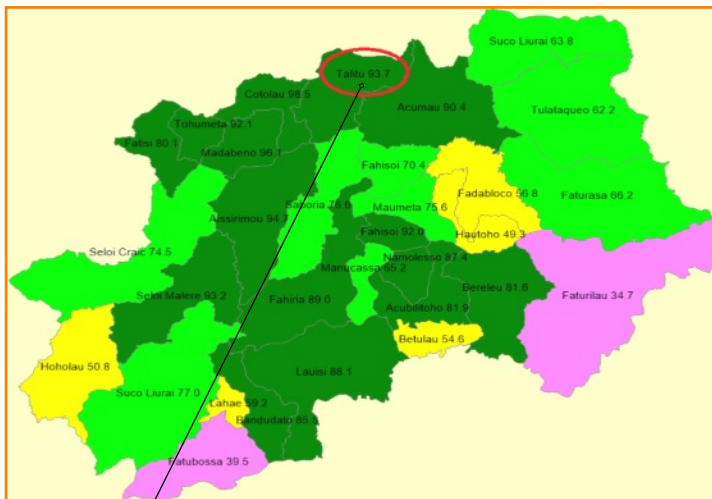 Suco Liurai 63.8
Talitu 93.7
Cotolau 98.5
Acumau 90.4
Tulataqueo 62.2
Tohumeta 92.1
Fatisi 80.1
Madabeno 96.1
Fahisoi 70.4
Fadabloco 56.8
Faturasa 66.2
Saboria 76.6
Maumeta 75.6
Aissirimou 94.7
Fahisoi 92.0
Hautoho 49.3
Seloi Craic 74.5
Namolesso 87.4
Manucassa 65.2
Bereleu 81.6
Seloi Malere 93.2
Faturilau 34.7
Fahiria 89.0
Acubilitoho 81.9
Betulau 54.6
Hoholau 50.8
Lauisi 88.1
Suco Liurai 77.0
Lahae 59.2
Bandudato 85.5
Fatubossa 39.5